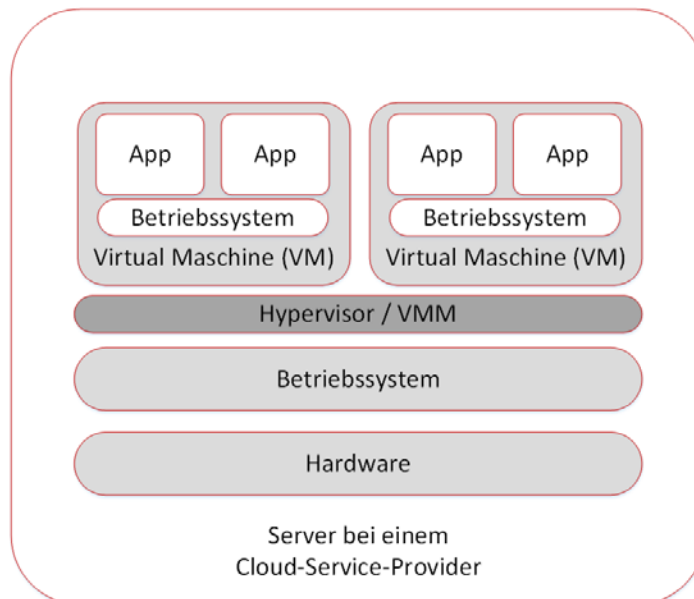 App App App App
Betriebssystem Betriebssystem
Virtual Maschine (VM) Virtual Maschine (VM)
Hypervisor / VMM
Betriebssystem
Hardware
Server bei einem
Cloud-Service-Provider